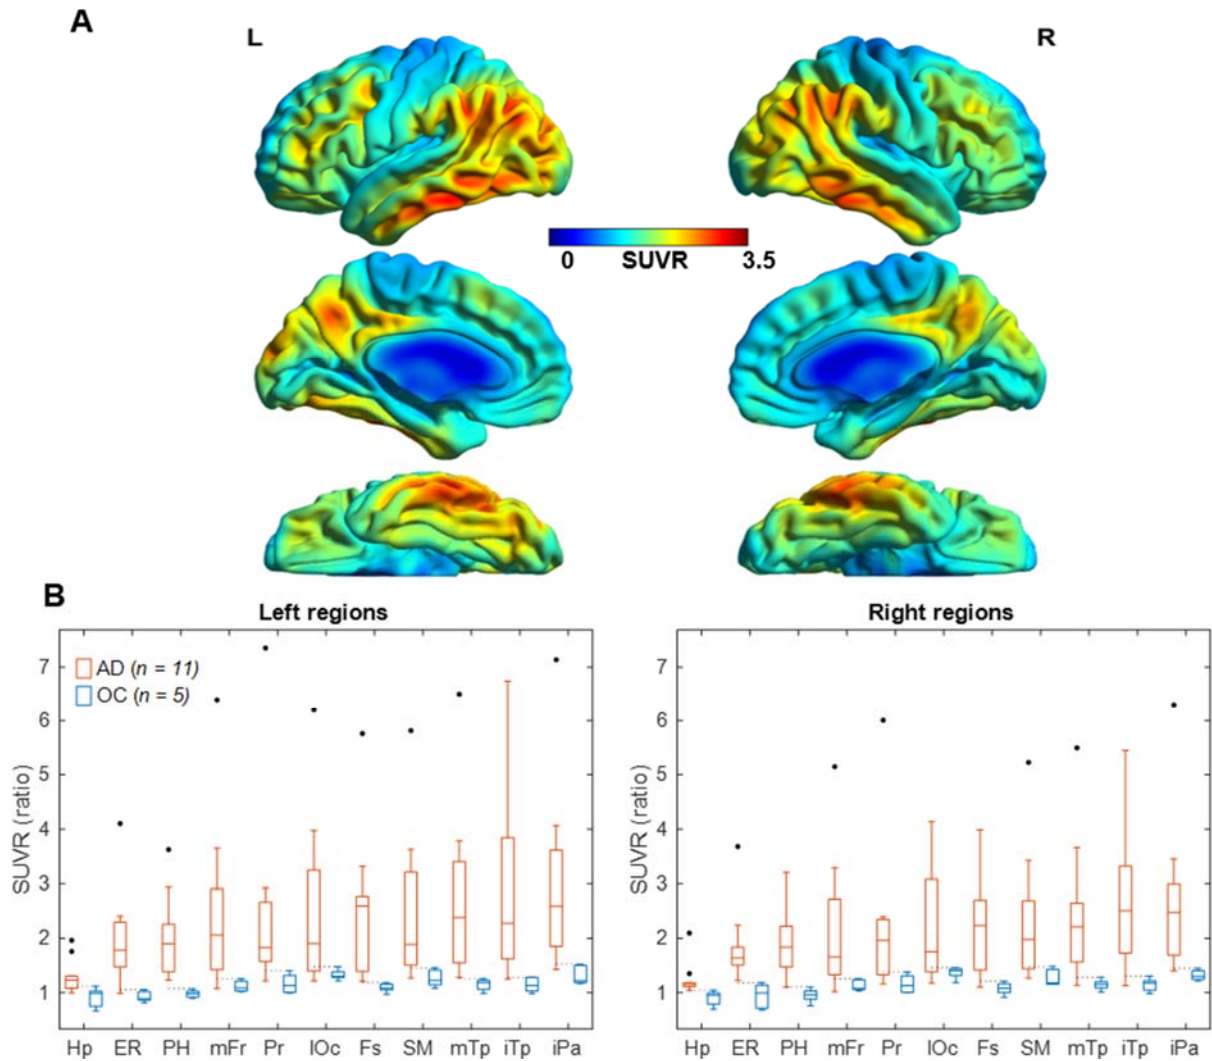 A
L
R
0 SUVR 3.5
B
Left regions
Right regions
7
6
5
4
3
2
1
SUVR (ratio)
AD (n = 11)
OC (n = 5)
Hp ER PH mFr Pr lOc Fs SM mTp iTp iPa
7
6
5
4
3
2
1
SUVR (ratio)
Hp ER PH mFr Pr lOc Fs SM mTp iTp iPa